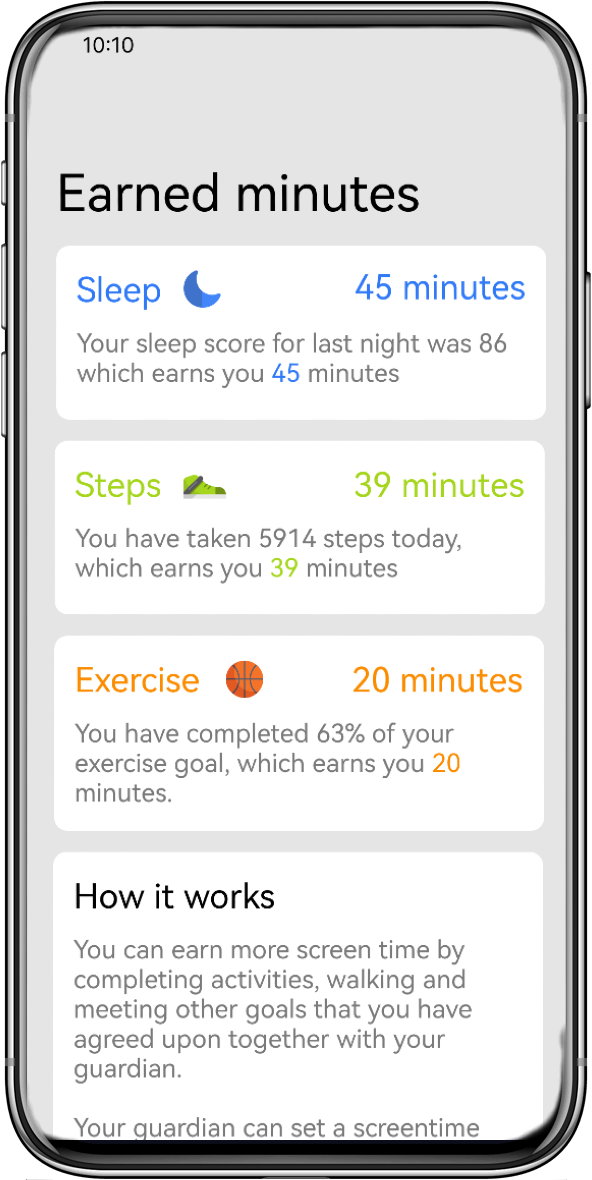 10:10
Earned minutes
Sleep 45 minutes
Your sleep score for last night was 86
which earns you 45 minutes
Steps 39 minutes
You have taken 5914 steps today,
which earns you 39 minutes
Exercise 20 minutes
You have completed 63% of your
exercise goal, which earns you 20
minutes.
How it works
You can earn more screen time by
completing activities, walking and
meeting other goals that you have
agreed upon together with your
guardian.
Your guardian can set a screentime